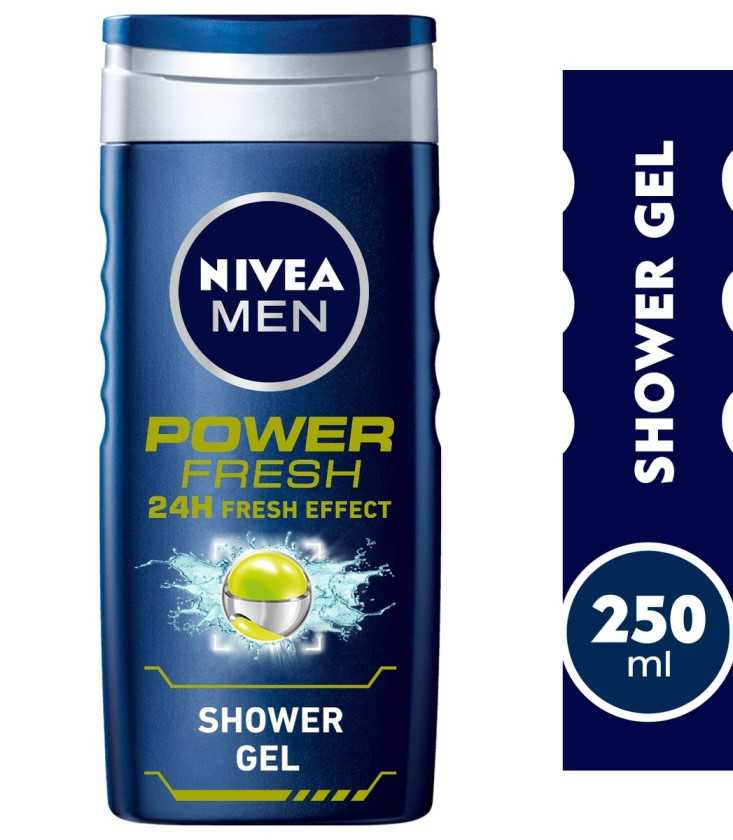 NIVEA
MEN
POWER
FRESH
24H FRESH EFFECT
SHOWER
GEL
SHOWER GEL
250
ml